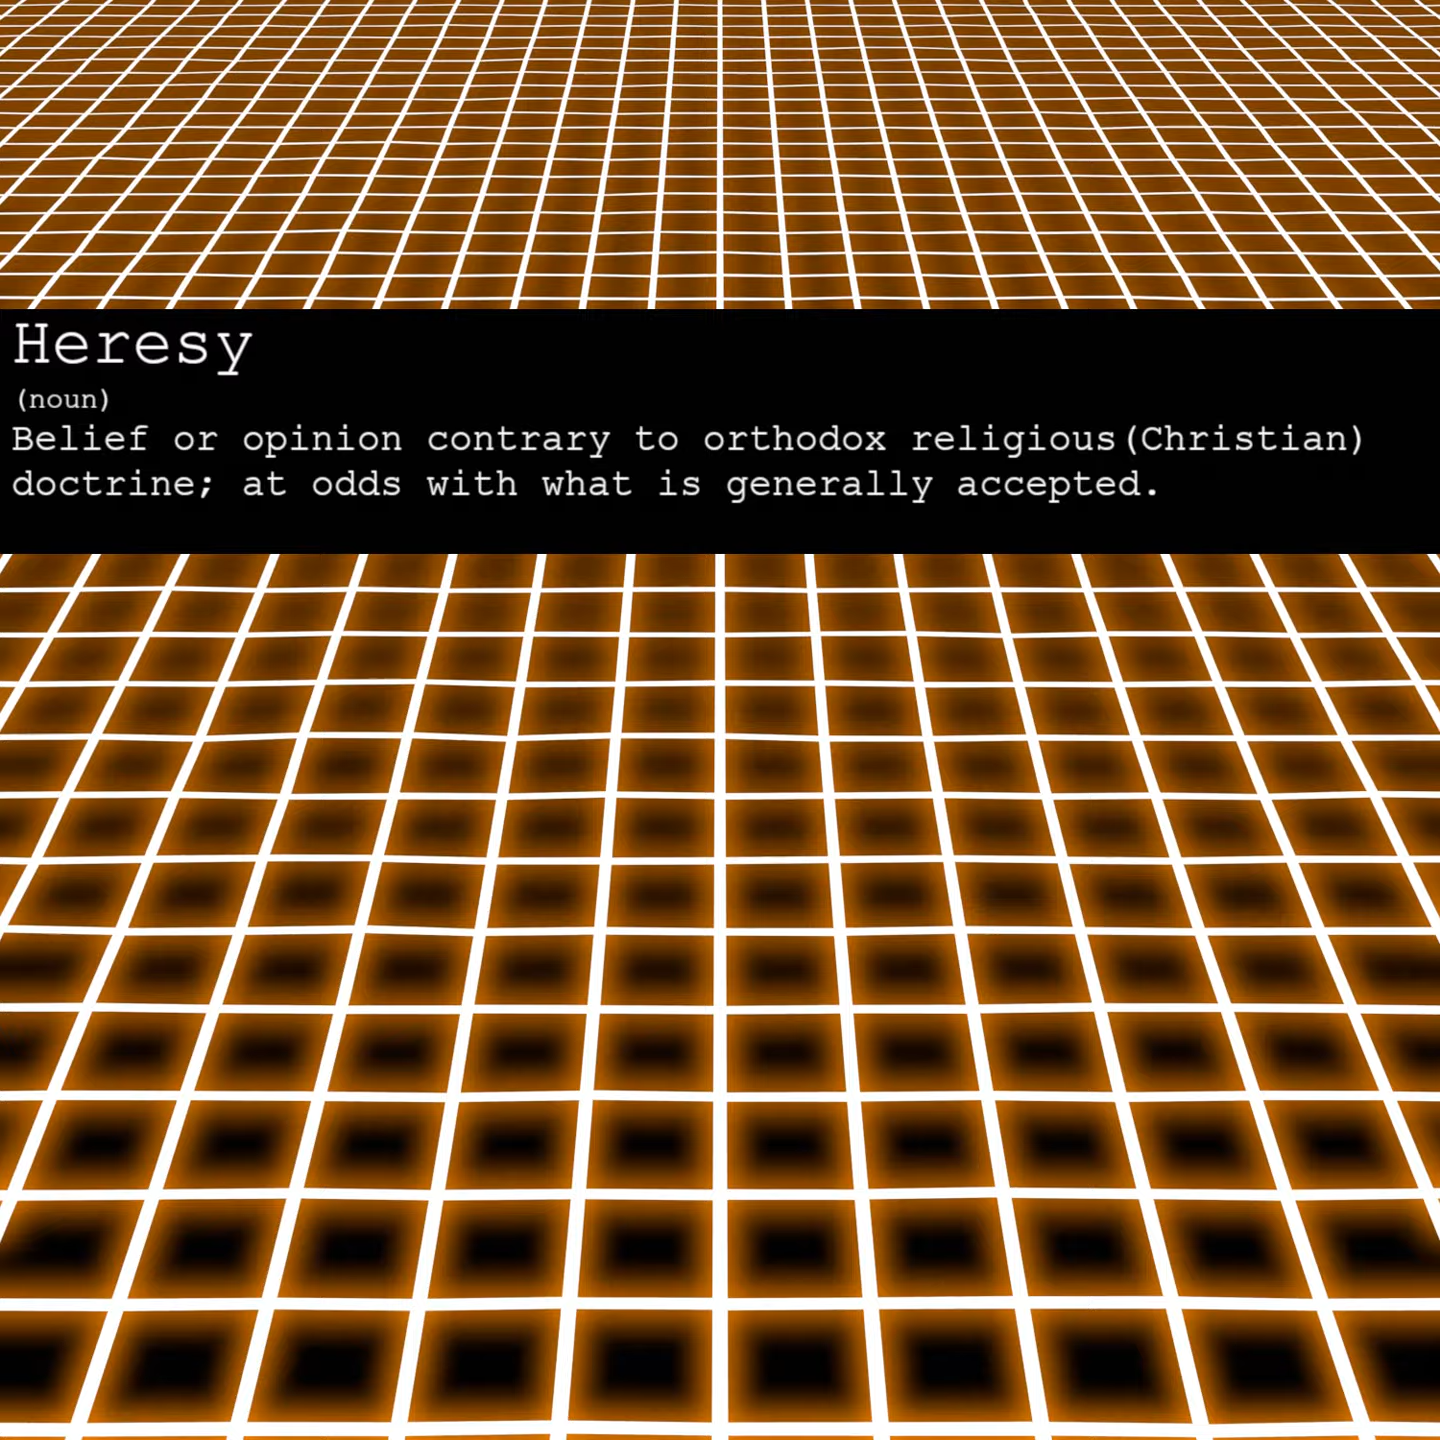 Heresy
(noun)
Belief or opinion contrary to orthodox religious(Christian)
doctrine; at odds with what is generally accepted.